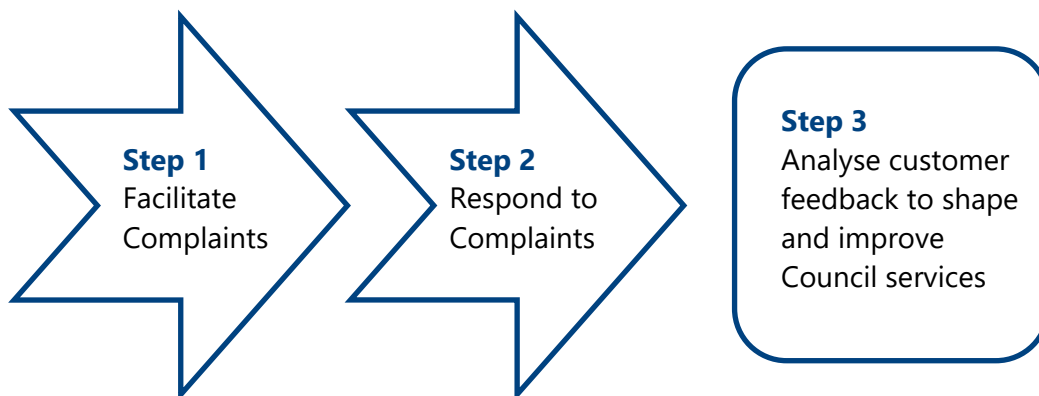 Step 1
Facilitate
Complaints
Step 2
Respond to
Complaints
Step 3
Analyse customer
feedback to shape
and improve
Council services